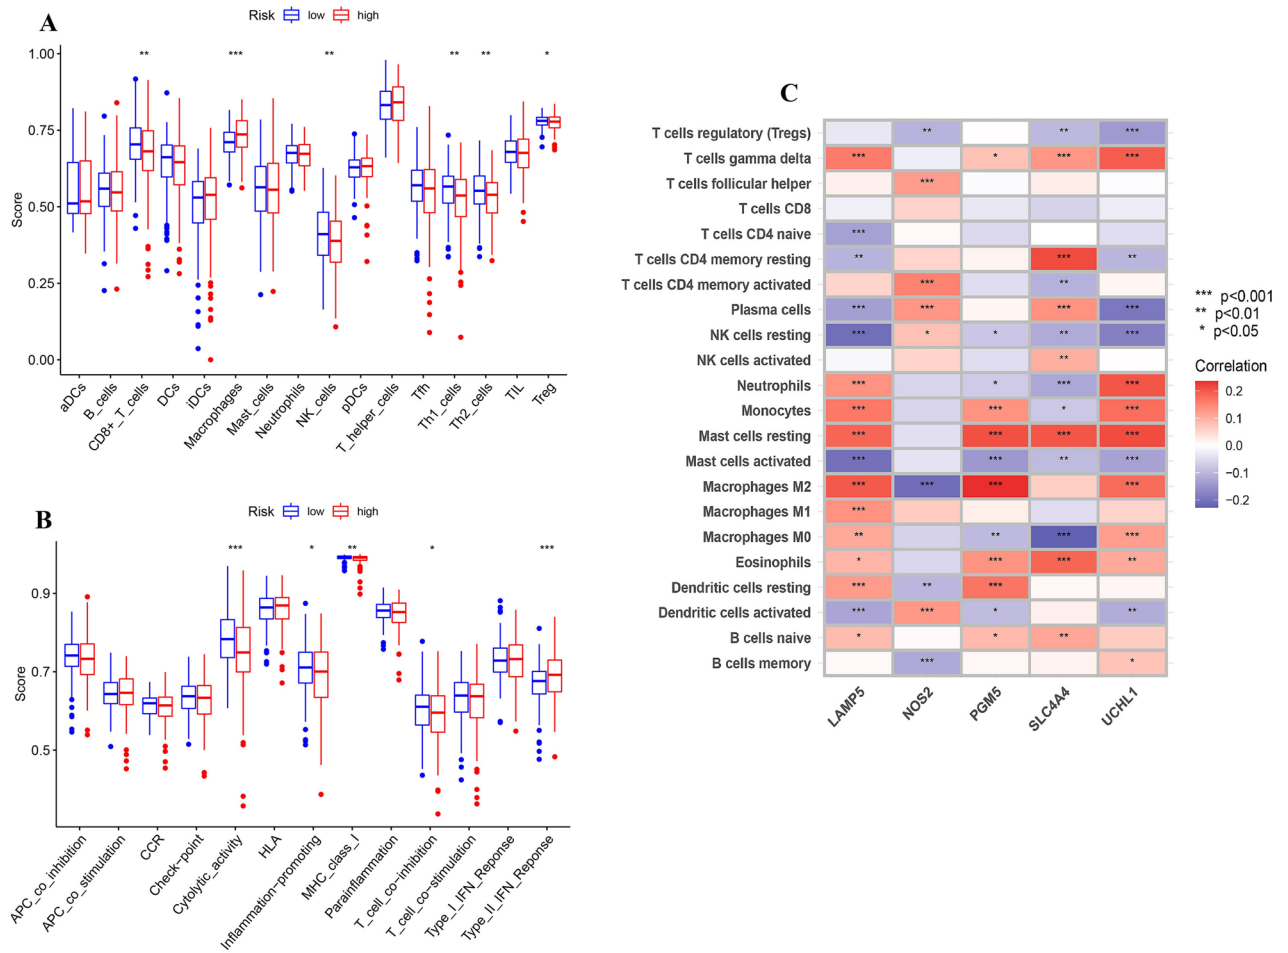 A
Risk low high
Score
1.00
0.75
0.50
0.25
0.00
** *** ** ** ** *
aDCs
B_cells
CD8+_T_cells
DCs
iDCs
Macrophages
Mast_cells
Neutrophils
NK_cells
pDCs
T_helper_cells
Tfh
Th1_cells
Th2_cells
TIL
Treg
B
Risk low high
Score
0.9
0.7
0.5
*** * ** * ***
APC_co_inhibition
APC_co_stimulation
CCR
Check-point
Cytolytic_activity
HLA
Inflammation-promoting
MHC_class_I
Parainflammation
T_cell_co-inhibition
T_cell_co-stimulation
Type_I_IFN_Reponse
Type_II_IFN_Reponse
C
T cells regulatory (Tregs) ** ** ***
T cells gamma delta *** * *** ***
T cells follicular helper ***
T cells CD8
T cells CD4 naive ***
T cells CD4 memory resting ** *** **
T cells CD4 memory activated *** **
Plasma cells *** *** *** ***
NK cells resting *** * * ** ***
NK cells activated **
Neutrophils *** * *** ***
Monocytes *** *** * ***
Mast cells resting *** *** *** ***
Mast cells activated *** *** ** ***
Macrophages M2 *** *** *** ***
Macrophages M1 ***
Macrophages M0 ** ** *** **
Eosinophils * *** *** **
Dendritic cells resting *** ** ***
Dendritic cells activated *** *** * **
B cells naive * * **
B cells memory *** *
LAMP5
NOS2
PGM5
SLC4A4
UCHL1
*** p<0.001
** p<0.01
* p<0.05
Correlation
0.2
0.1
0.0
−0.1
−0.2